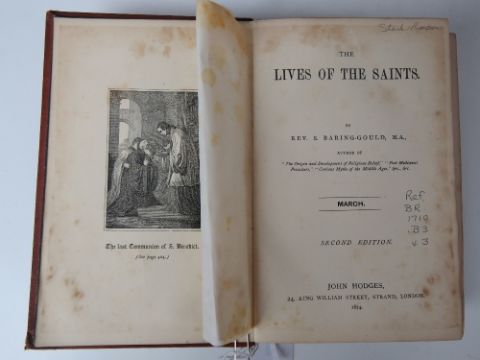 The last Communion of S. Benedict.
(See page 404.)
Stack Room
THE
LIVES OF THE SAINTS.
BY
REV. S. BARING-GOULD, M.A.,
AUTHOR OF
"The Origin and Development of Religious Belief," "Post Mediæval
Preachers," "Curious Myths of the Middle Ages," &c., &c.
MARCH.
SECOND EDITION.
Ref
BR
1710
.B3
v.3
JOHN HODGES,
24, KING WILLIAM STREET, STRAND, LONDON.
1874.